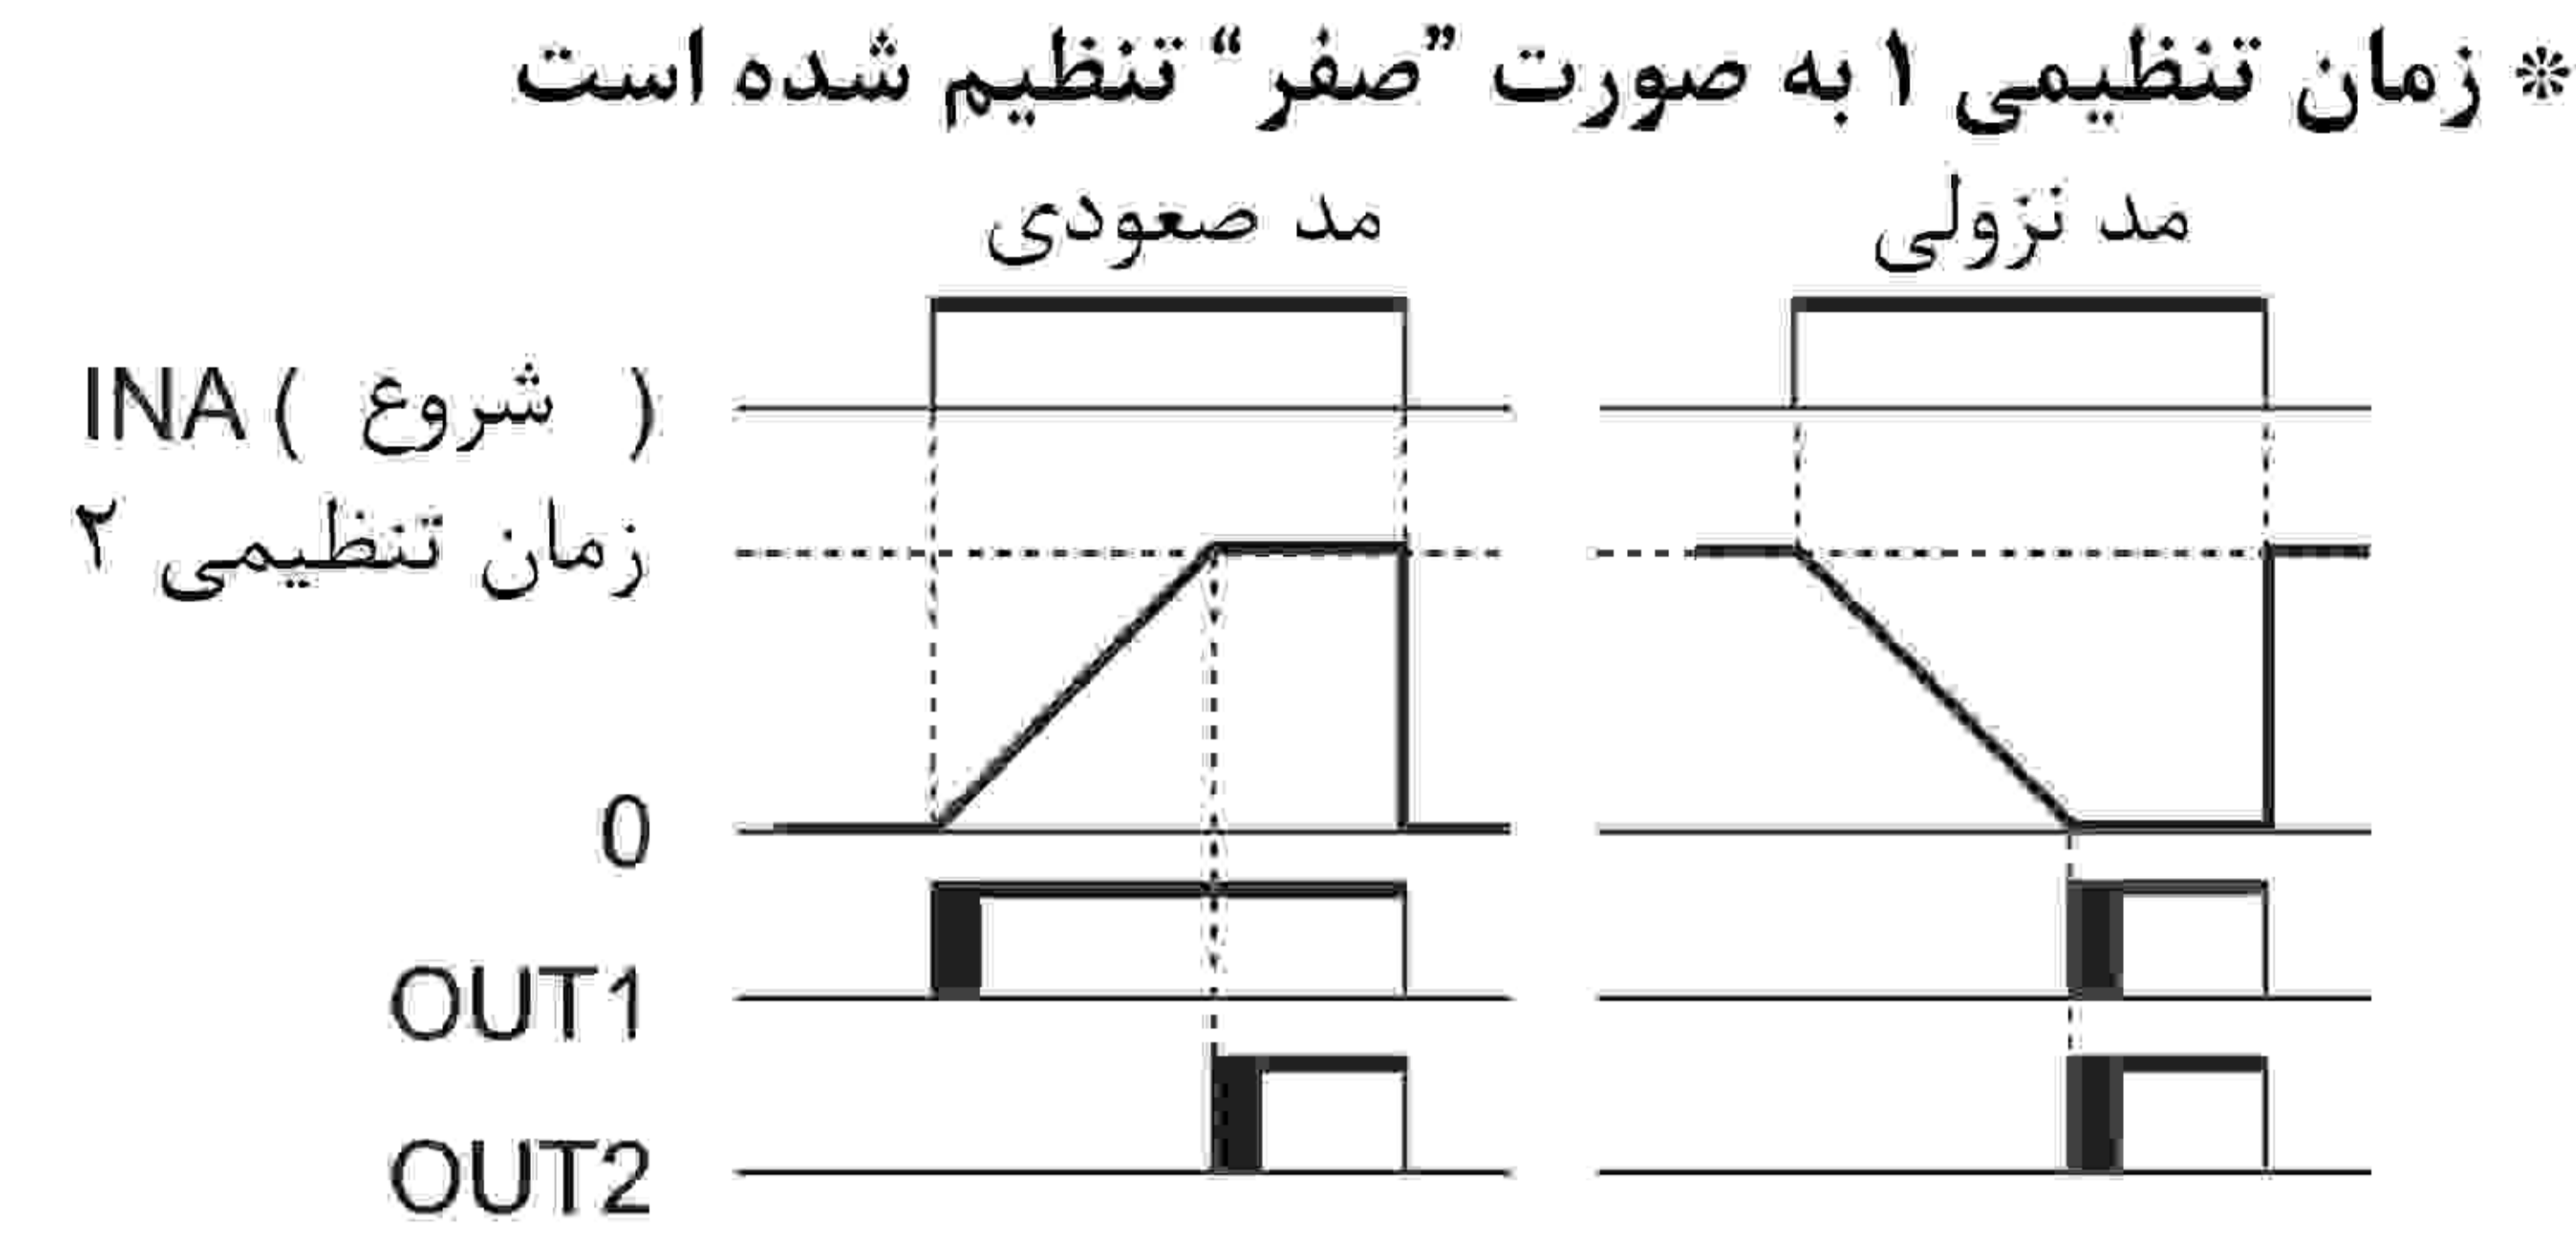 * زمان تنظیمی ۱ به صورت ”صفر“ تنظیم شده است
مد صعودی
مد نزولی
INA ( شروع )
زمان تنظیمی ۲
0
OUT1
OUT2